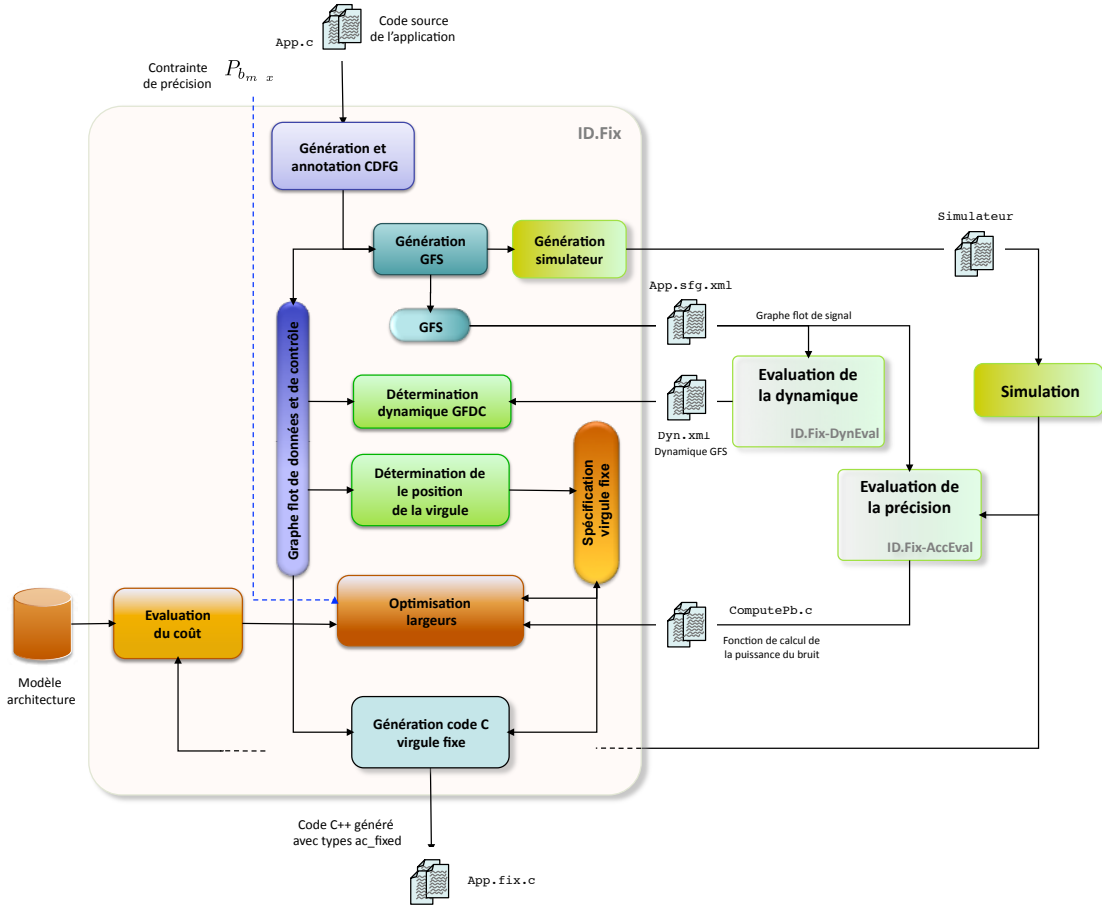 Code source
de l'application
App.c
Contrainte
de précision
P_{b_{m x}}
ID.Fix
Génération et
annotation CDFG
Génération
GFS
Génération
simulateur
Simulateur
App.sfg.xml
GFS
Graphe flot de signal
Graphe flot de données et de contrôle
Détermination
dynamique GFDC
Evaluation de
la dynamique
ID.Fix-DynEval
Simulation
Dyn.xml
Dynamique GFS
Détermination de
le position
de la virgule
Spécification
virgule fixe
Evaluation de
la précision
ID.Fix-AccEval
Evaluation
du coût
Optimisation
largeurs
ComputePb.c
Fonction de calcul de
la puissance du bruit
Modèle
architecture
Génération code C
virgule fixe
Code C++ généré
avec types ac_fixed
App.fix.c